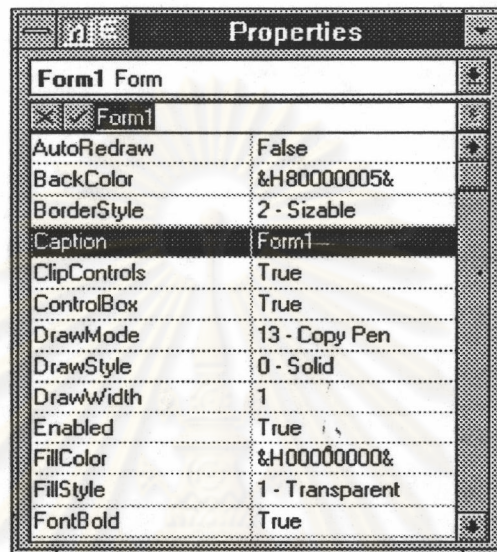 Properties
Form1 Form
Form1
AutoRedraw False
BackColor &H80000005&
BorderStyle 2 - Sizable
Caption Form1
ClipControls True
ControlBox True
DrawMode 13 - Copy Pen
DrawStyle 0 - Solid
DrawWidth 1
Enabled True
FillColor &H00000000&
FillStyle 1 - Transparent
FontBold True